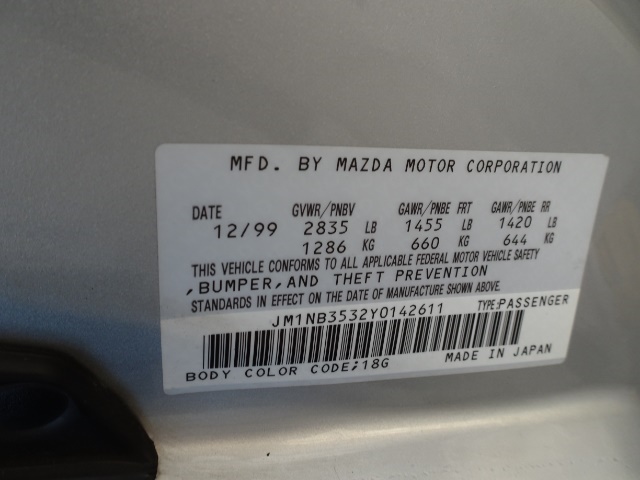 MFD. BY MAZDA MOTOR CORPORATION
DATE GVWR/PNBV GAWR/PNBE FRT GAWR/PNBE RR
12/99 2835 LB 1455 LB 1420 LB
1286 KG 660 KG 644 KG
THIS VEHICLE CONFORMS TO ALL APPLICABLE FEDERAL MOTOR VEHICLE SAFETY
,BUMPER,AND THEFT PREVENTION
STANDARDS IN EFFECT ON THE DATE OF MANUFACTURE SHOWN ABOVE.
JM1NB3532Y0142611 TYPE:PASSENGER
BODY COLOR CODE;18G MADE IN JAPAN